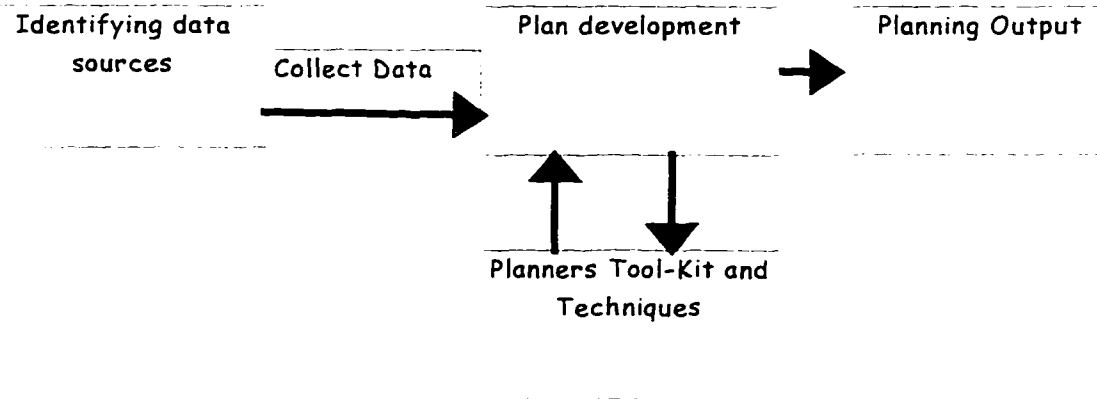 Identifying data
sources
Collect Data
Plan development
Planning Output
Planners Tool-Kit and
Techniques